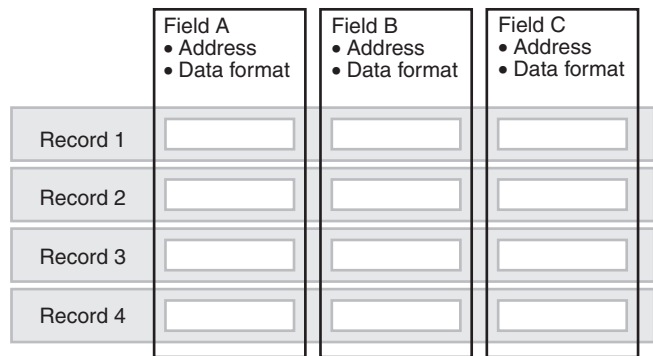 Field A
• Address
• Data format
Field B
• Address
• Data format
Field C
• Address
• Data format
Record 1
Record 2
Record 3
Record 4